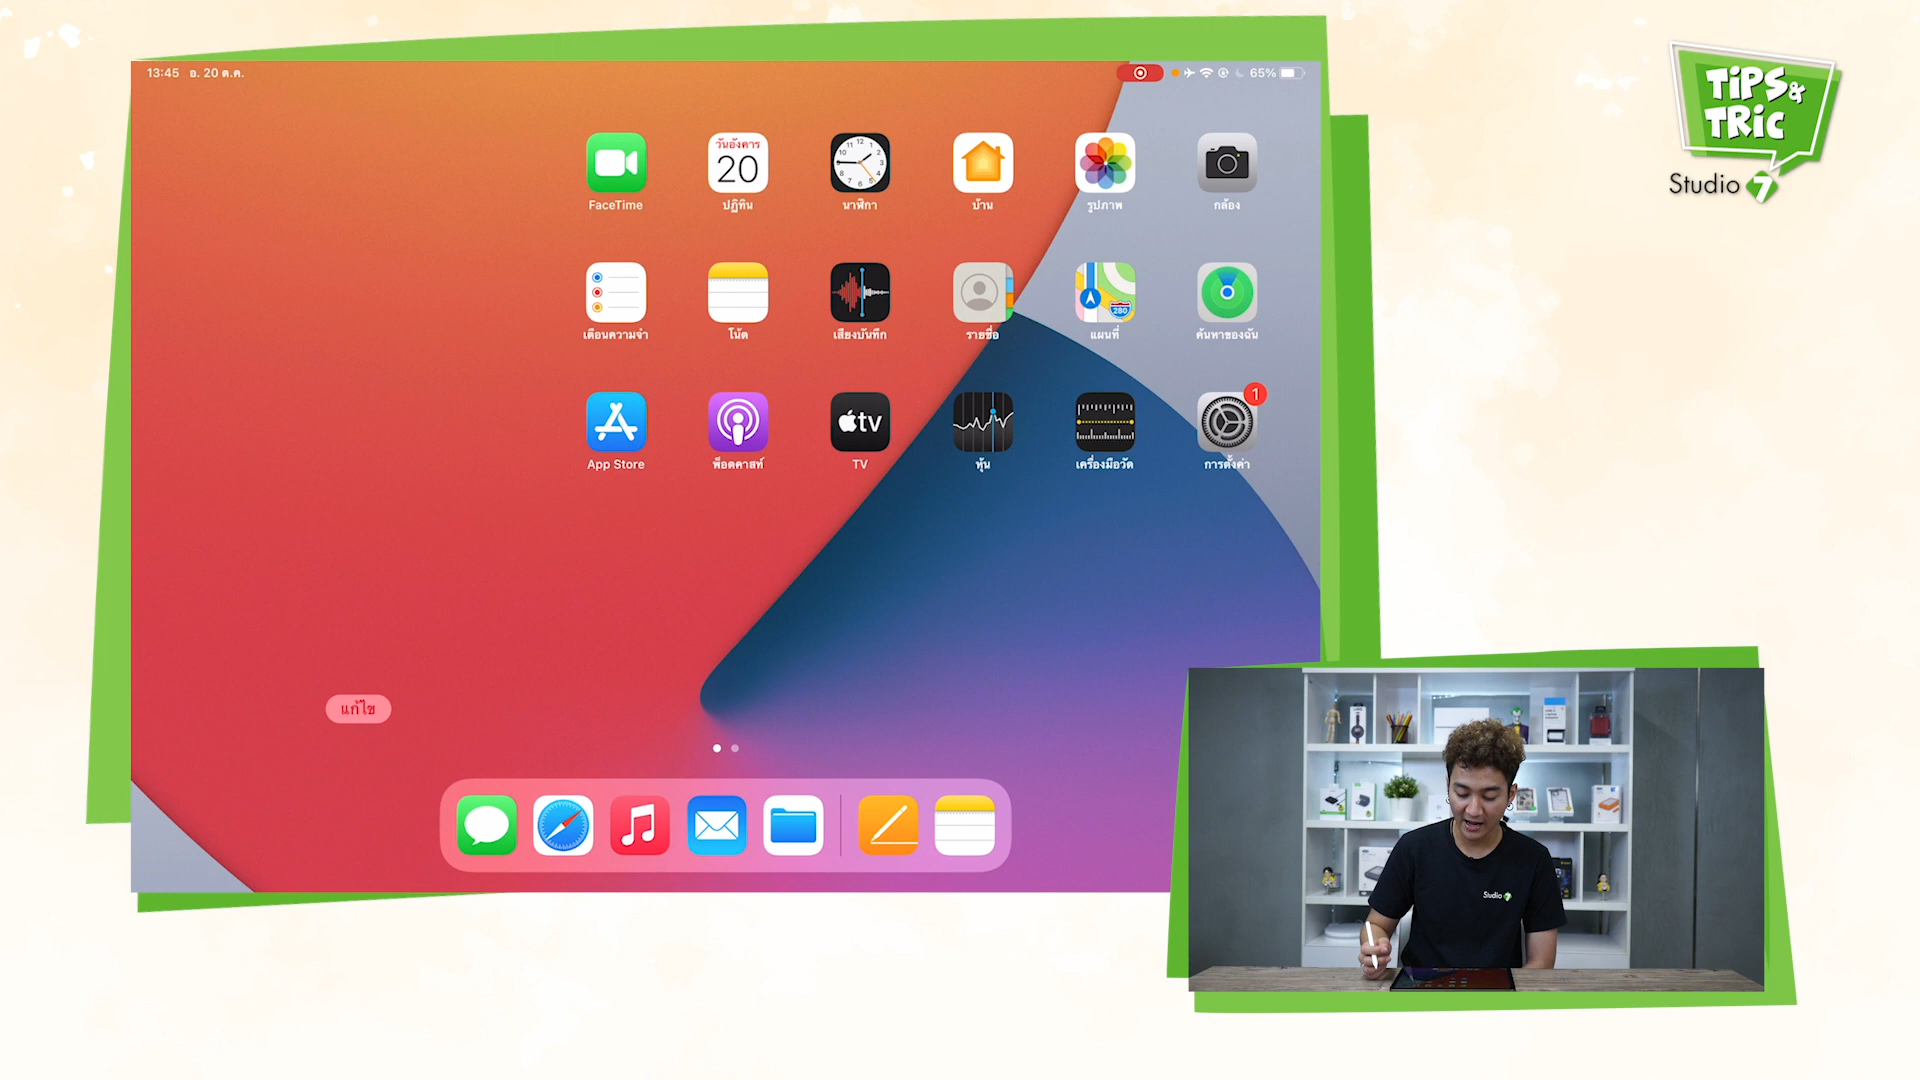 13:45 อ. 20 ต.ค.
65%
TiPS&
TRiC
Studio 7
วันอังคาร
20
FaceTime
ปฏิทิน
นาฬิกา
บ้าน
รูปภาพ
กล้อง
280
เตือนความจำ
โน้ต
เสียงบันทึก
รายชื่อ
แผนที่
ค้นหาของฉัน
tv
1
App Store
พ็อดคาสท์
TV
หุ้น
เครื่องมือวัด
การตั้งค่า
แก้ไข
Studio 7